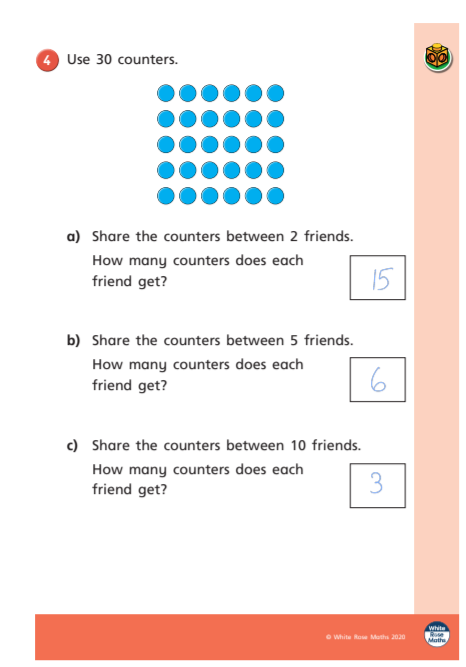 4 Use 30 counters.
a) Share the counters between 2 friends.
How many counters does each
friend get?
15
b) Share the counters between 5 friends.
How many counters does each
friend get?
6
c) Share the counters between 10 friends.
How many counters does each
friend get?
3
© White Rose Maths 2020
White
Rose
Maths